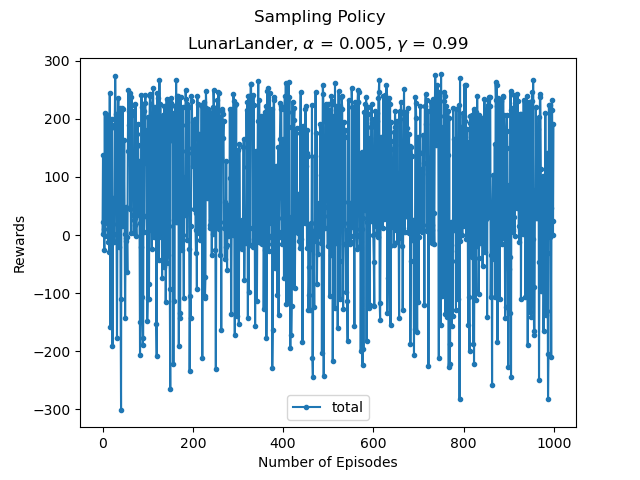 Sampling Policy
LunarLander, α = 0.005, γ = 0.99
300
200
100
0
−100
−200
−300
Rewards
total
0 200 400 600 800 1000
Number of Episodes